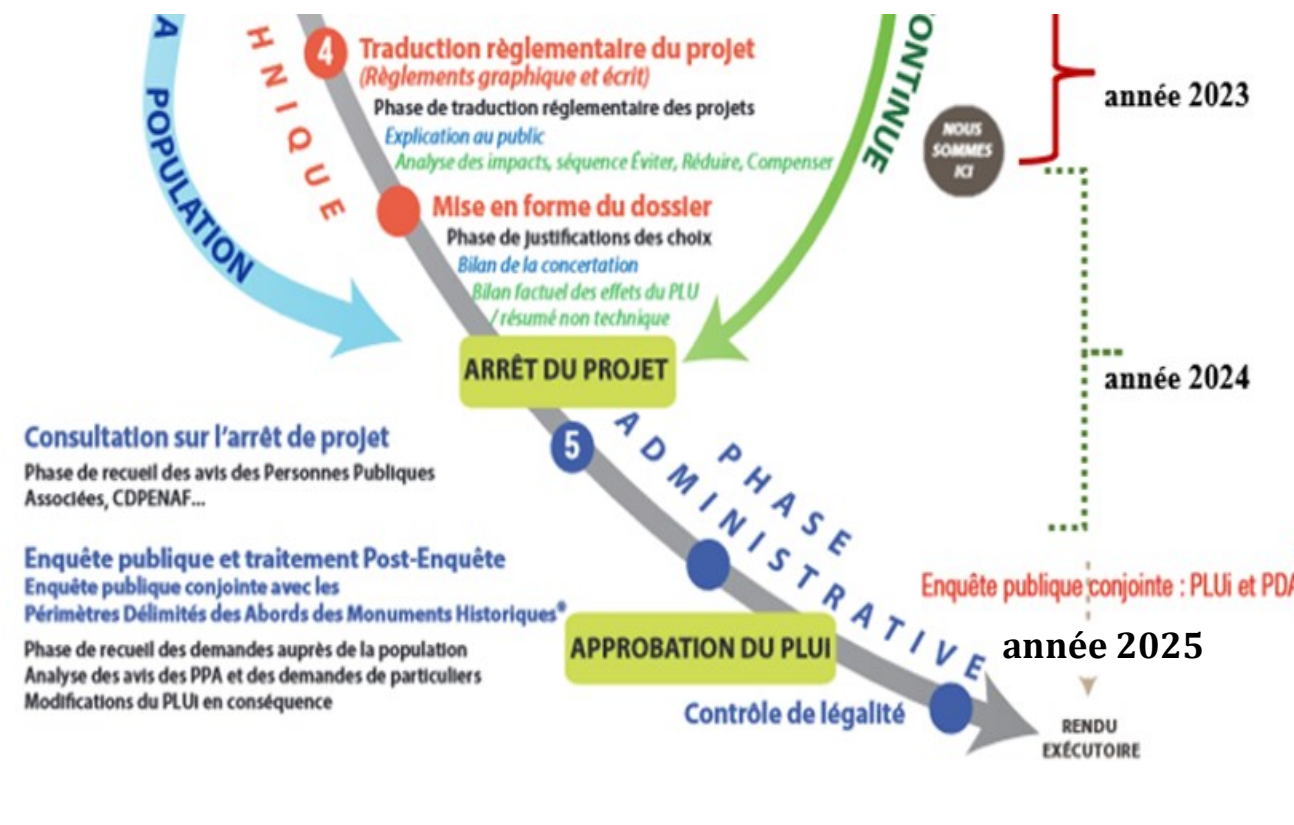 A POPULATION
HNIQUE
4
Traduction règlementaire du projet
(Règlements graphique et écrit)
Phase de traduction réglementaire des projets
Explication au public
Analyse des impacts, séquence Éviter, Réduire, Compenser
ONTINUE
NOUS
SOMMES
ICI
année 2023
Mise en forme du dossier
Phase de justifications des choix
Bilan de la concertation
Bilan factuel des effets du PLU
/ résumé non technique
ARRÊT DU PROJET
année 2024
5
PHASE
ADMINISTRATIVE
Consultation sur l'arrêt de projet
Phase de recueil des avis des Personnes Publiques
Associées, CDPENAF...
Enquête publique et traitement Post-Enquête
Enquête publique conjointe avec les
Périmètres Délimités des Abords des Monuments Historiques*
Phase de recueil des demandes auprès de la population
Analyse des avis des PPA et des demandes de particuliers
Modifications du PLUi en conséquence
Enquête publique conjointe : PLUi et PDA
APPROBATION DU PLUI
année 2025
Contrôle de légalité
RENDU
EXÉCUTOIRE